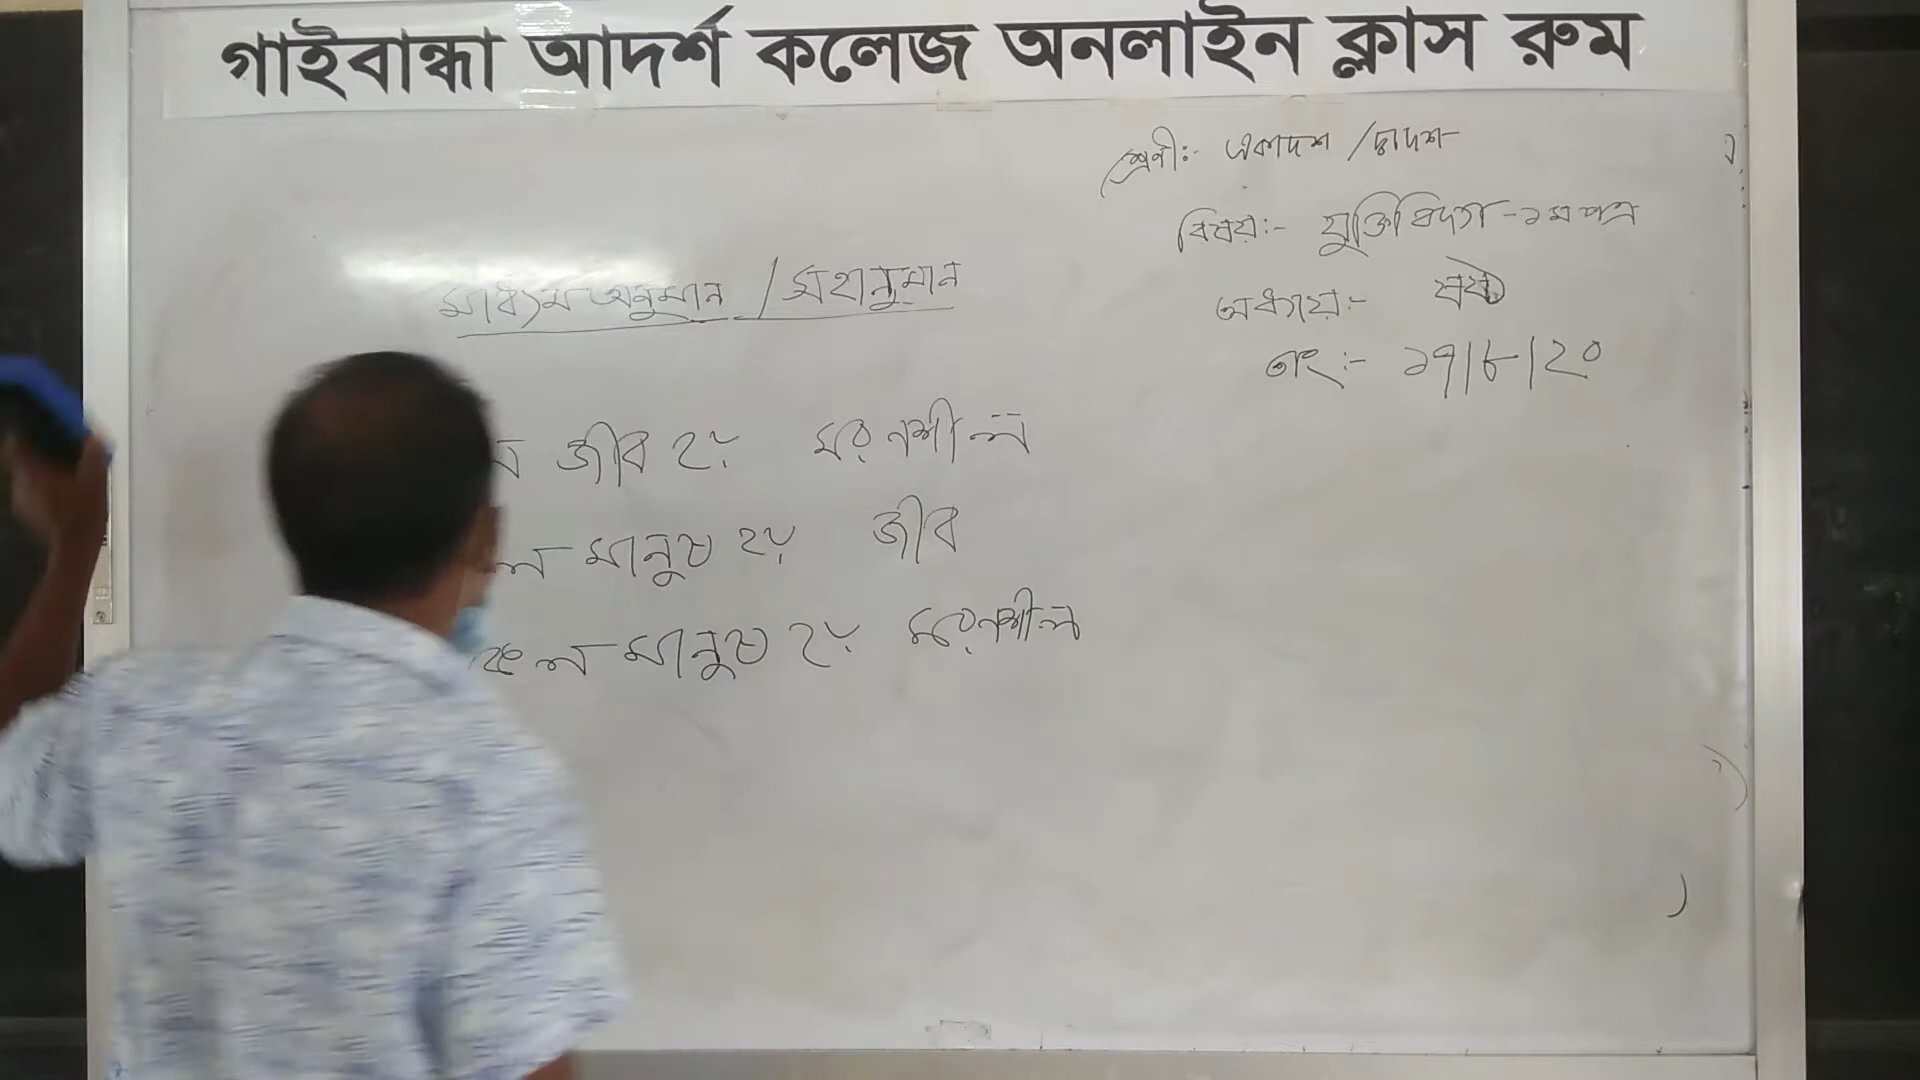 গাইবান্ধা আদর্শ কলেজ অনলাইন ক্লাস রুম
শ্রেণী:- একাদশ / দ্বাদশ
বিষয়:- যুক্তিবিদ্যা - ১ম পত্র
অধ্যায়:- ষষ্ঠ
তাং:- ১৭/৮/২০
মাধ্যম অনুমান / সহানুমান
জীব হয় মরণশীল
মানুষ হয় জীব
মানুষ হয় মরণশীল